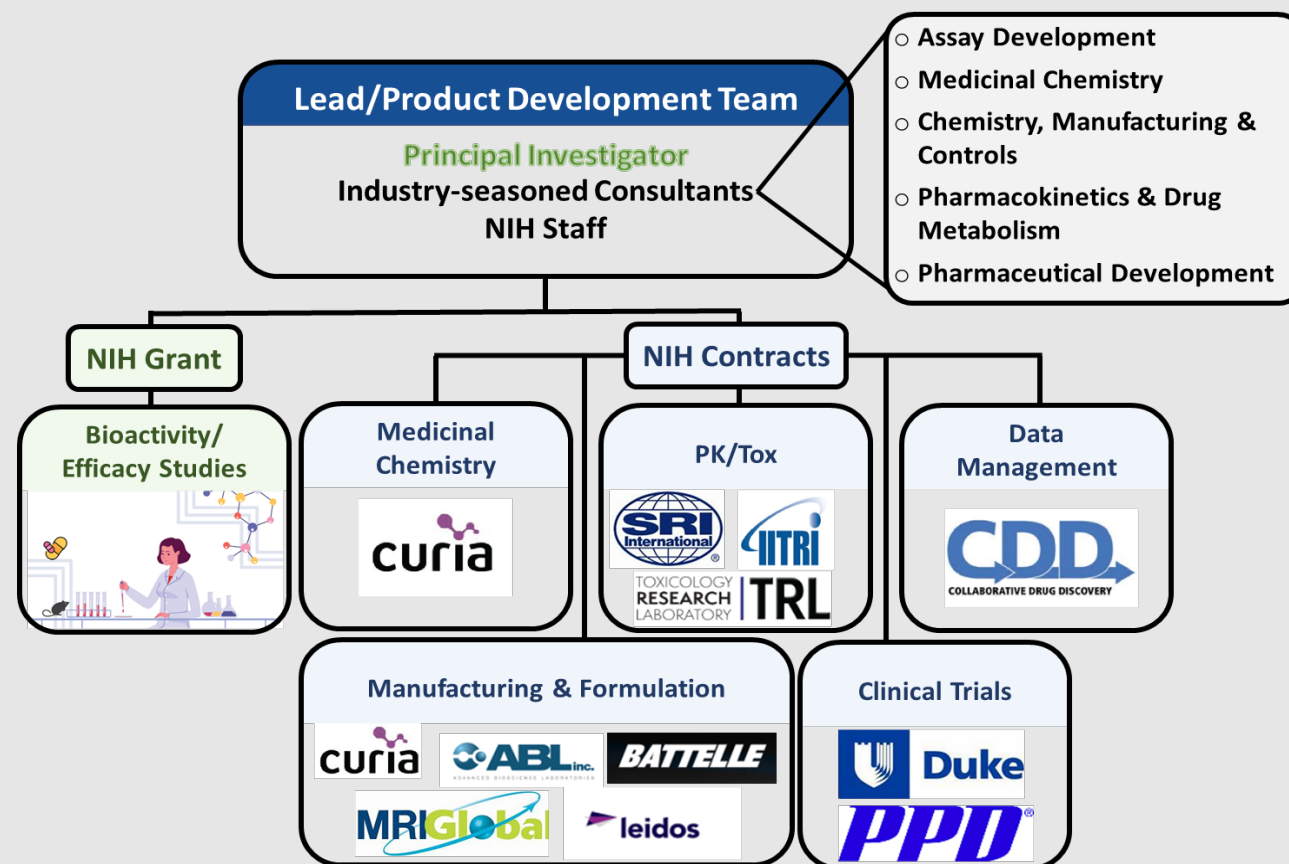 Lead/Product Development Team
Principal Investigator
Industry-seasoned Consultants
NIH Staff
○ Assay Development
○ Medicinal Chemistry
○ Chemistry, Manufacturing &
Controls
○ Pharmacokinetics & Drug
Metabolism
○ Pharmaceutical Development
NIH Grant
NIH Contracts
Bioactivity/
Efficacy Studies
Medicinal
Chemistry
curia
PK/Tox
SRI
International®
IITRI
TOXICOLOGY
RESEARCH
LABORATORY
TRL
Data
Management
CDD
COLLABORATIVE DRUG DISCOVERY
Manufacturing & Formulation
curia
ABL inc.
ADVANCED BIOSCIENCE LABORATORIES
BATTELLE
MRIGlobal
leidos
Clinical Trials
Duke
PPD®